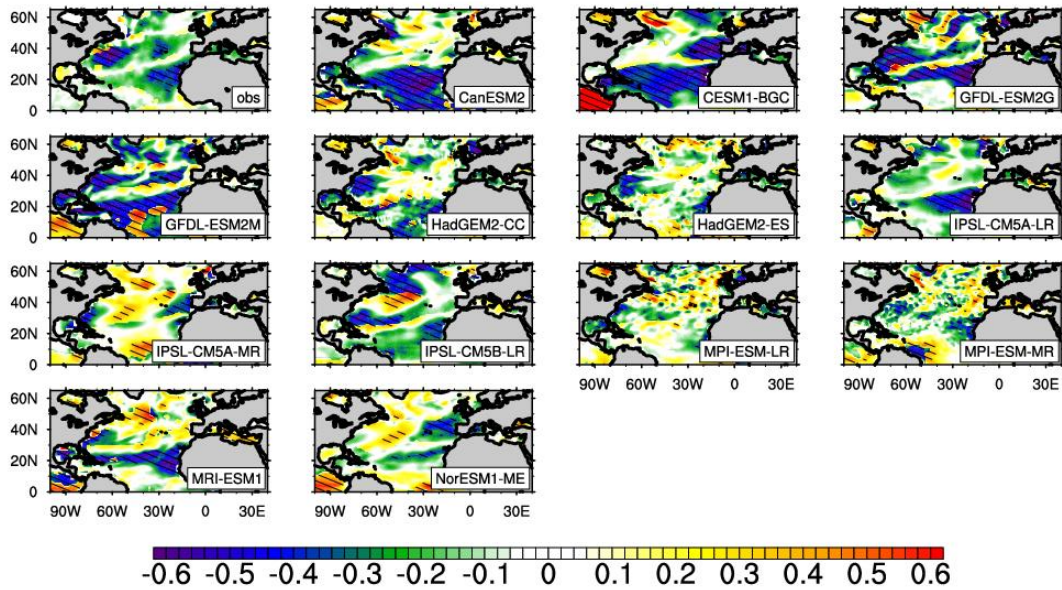 60N
40N
20N
0
obs
CanESM2
CESM1-BGC
GFDL-ESM2G
60N
40N
20N
0
GFDL-ESM2M
HadGEM2-CC
HadGEM2-ES
IPSL-CM5A-LR
60N
40N
20N
0
IPSL-CM5A-MR
IPSL-CM5B-LR
MPI-ESM-LR
MPI-ESM-MR
90W 60W 30W 0 30E 90W 60W 30W 0 30E
60N
40N
20N
0
MRI-ESM1
NorESM1-ME
90W 60W 30W 0 30E 90W 60W 30W 0 30E
-0.6 -0.5 -0.4 -0.3 -0.2 -0.1 0 0.1 0.2 0.3 0.4 0.5 0.6